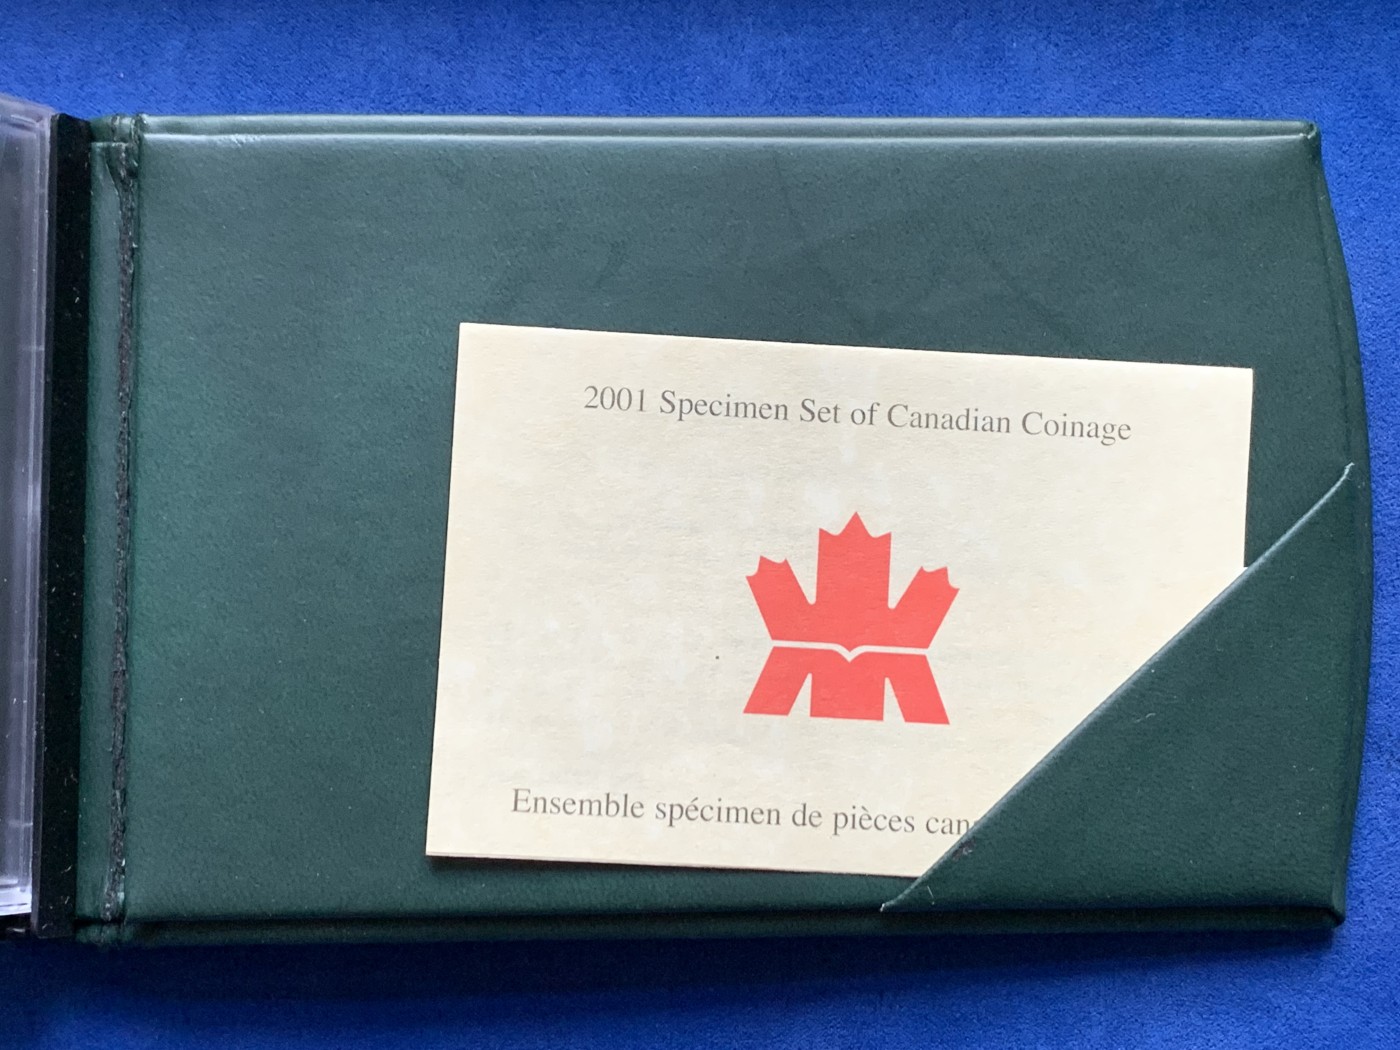 2001 Specimen Set of Canadian Coinage
Ensemble spécimen de pièces